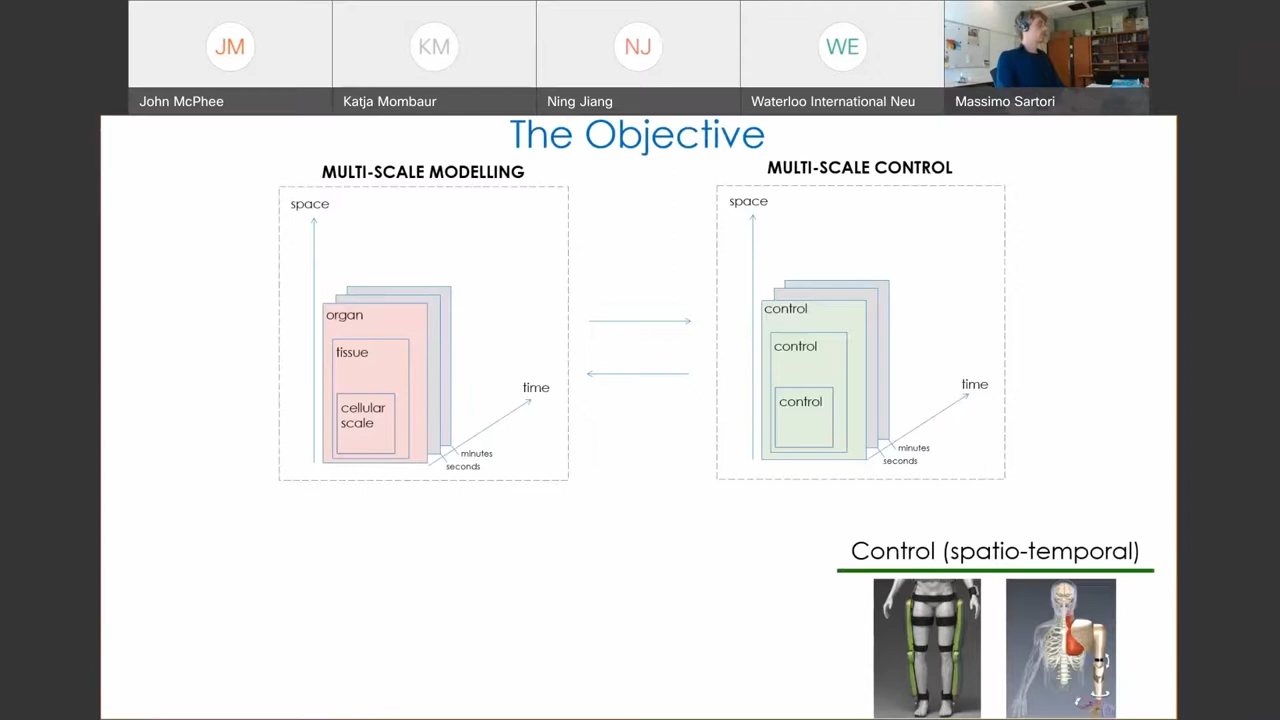 JM
KM
NJ
WE
John McPhee
Katja Mombaur
Ning Jiang
Waterloo International Neu
Massimo Sartori
The Objective
MULTI-SCALE MODELLING
space
organ
tissue
cellular
scale
time
minutes
seconds
MULTI-SCALE CONTROL
space
control
control
control
time
minutes
seconds
Control (spatio-temporal)